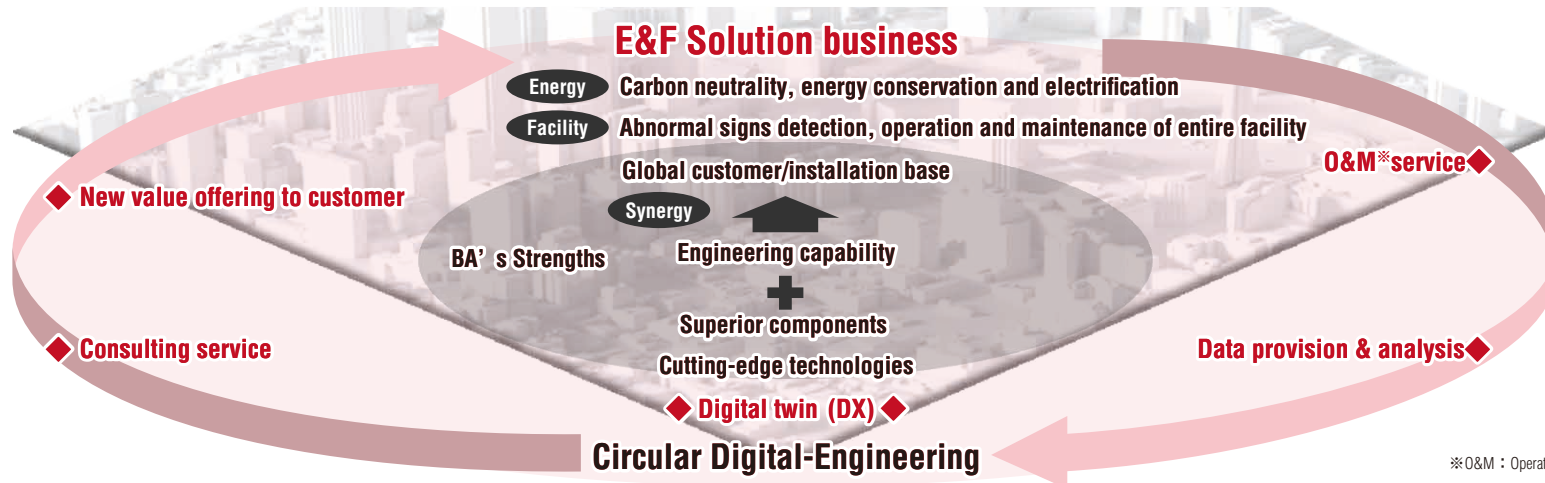 E&F Solution business
Energy Carbon neutrality, energy conservation and electrification
Facility Abnormal signs detection, operation and maintenance of entire facility
Global customer/installation base
O&M※service
New value offering to customer
Synergy
BA’s Strengths
Engineering capability
Superior components
Consulting service
Data provision & analysis
Cutting-edge technologies
Digital twin (DX)
Circular Digital-Engineering
※O&M：